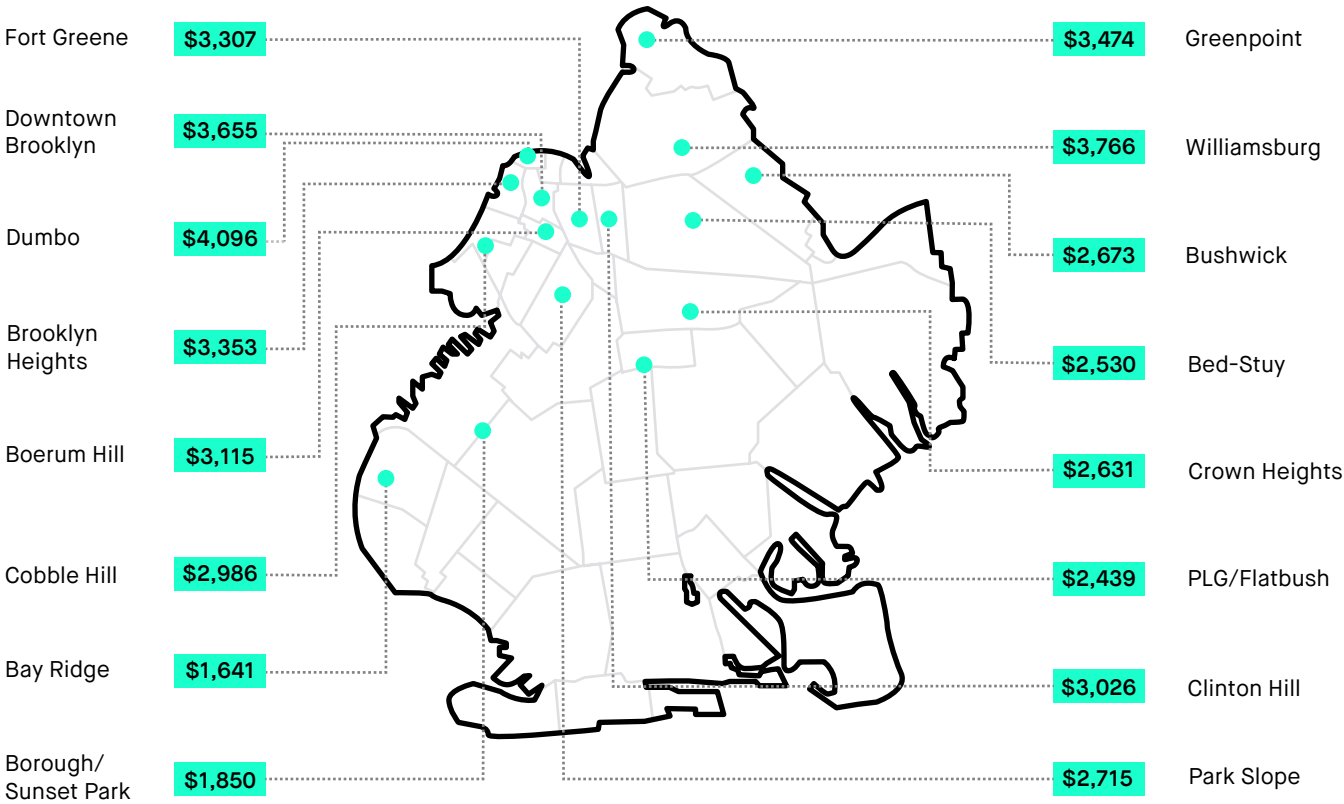 Fort Greene $3,307
Downtown
Brooklyn $3,655
Dumbo $4,096
Brooklyn
Heights $3,353
Boerum Hill $3,115
Cobble Hill $2,986
Bay Ridge $1,641
Borough/
Sunset Park $1,850
$3,474 Greenpoint
$3,766 Williamsburg
$2,673 Bushwick
$2,530 Bed-Stuy
$2,631 Crown Heights
$2,439 PLG/Flatbush
$3,026 Clinton Hill
$2,715 Park Slope